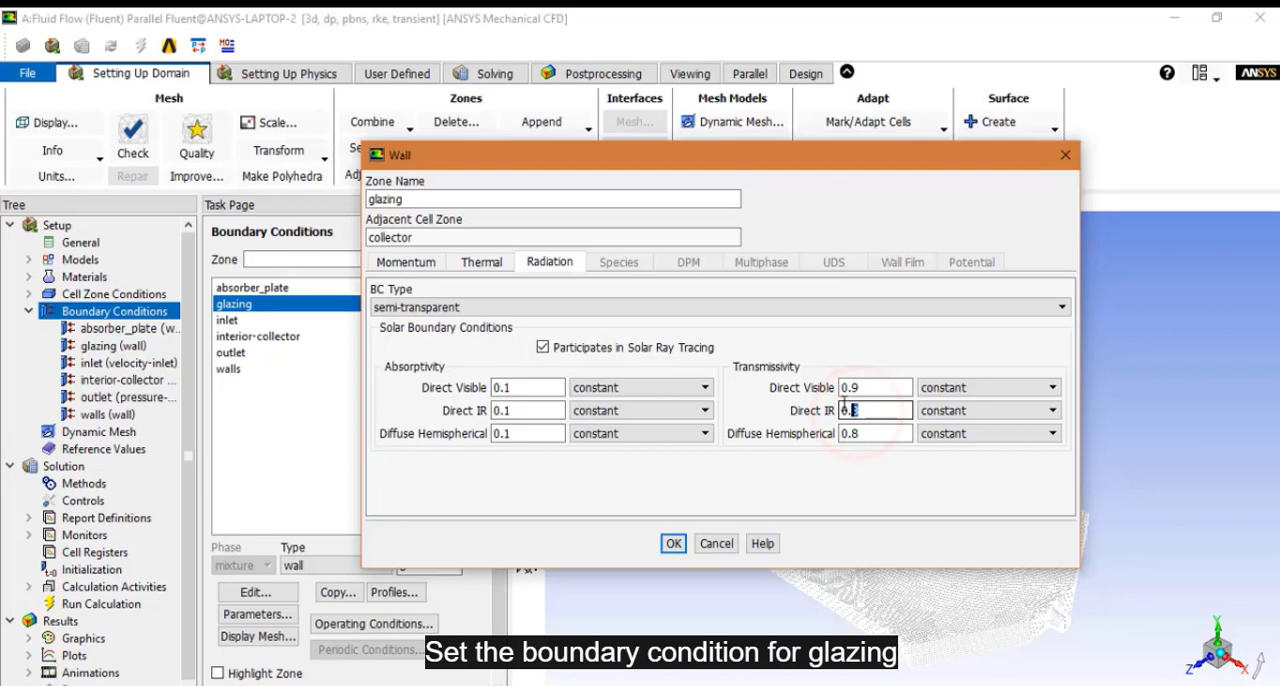 A:Fluid Flow (Fluent) Parallel Fluent@ANSYS-LAPTOP-2 [3d, dp, pbns, rke, transient] [ANSYS Mechanical CFD]
File Setting Up Domain Setting Up Physics User Defined Solving Postprocessing Viewing Parallel Design ANSYS
Mesh Zones Interfaces Mesh Models Adapt Surface
Display... Scale... Combine Delete... Append Mesh... Dynamic Mesh... Mark/Adapt Cells Create
Info Check Quality Transform
Units... Repair Improve... Make Polyhedra
Wall
Zone Name
glazing
Adjacent Cell Zone
collector
Momentum Thermal Radiation Species DPM Multiphase UDS Wall Film Potential
BC Type
semi-transparent
Solar Boundary Conditions
Participates in Solar Ray Tracing
Absorptivity Transmissivity
Direct Visible 0.1 constant Direct Visible 0.9 constant
Direct IR 0.1 constant Direct IR constant
Diffuse Hemispherical 0.1 constant Diffuse Hemispherical 0.8 constant
OK Cancel Help
Tree
Setup
General
Models
Materials
Cell Zone Conditions
Boundary Conditions
absorber_plate (w...
glazing (wall)
inlet (velocity-inlet)
interior-collector ...
outlet (pressure-...
walls (wall)
Dynamic Mesh
Reference Values
Solution
Methods
Controls
Report Definitions
Monitors
Cell Registers
Initialization
Calculation Activities
Run Calculation
Results
Graphics
Plots
Animations
Task Page
Boundary Conditions
Zone
absorber_plate
glazing
inlet
interior-collector
outlet
walls
Phase Type
mixture wall
Edit... Copy... Profiles...
Parameters... Operating Conditions...
Display Mesh... Periodic Conditions...
Highlight Zone
Y
Z X
Set the boundary condition for glazing